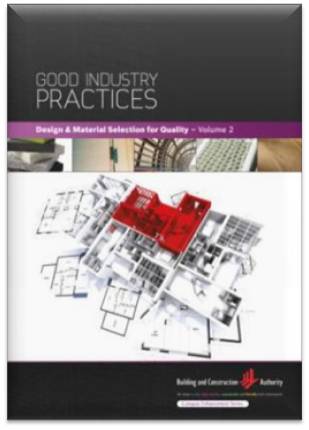 GOOD INDUSTRY
PRACTICES
Design & Material Selection for Quality – Volume 2
Building and Construction Authority